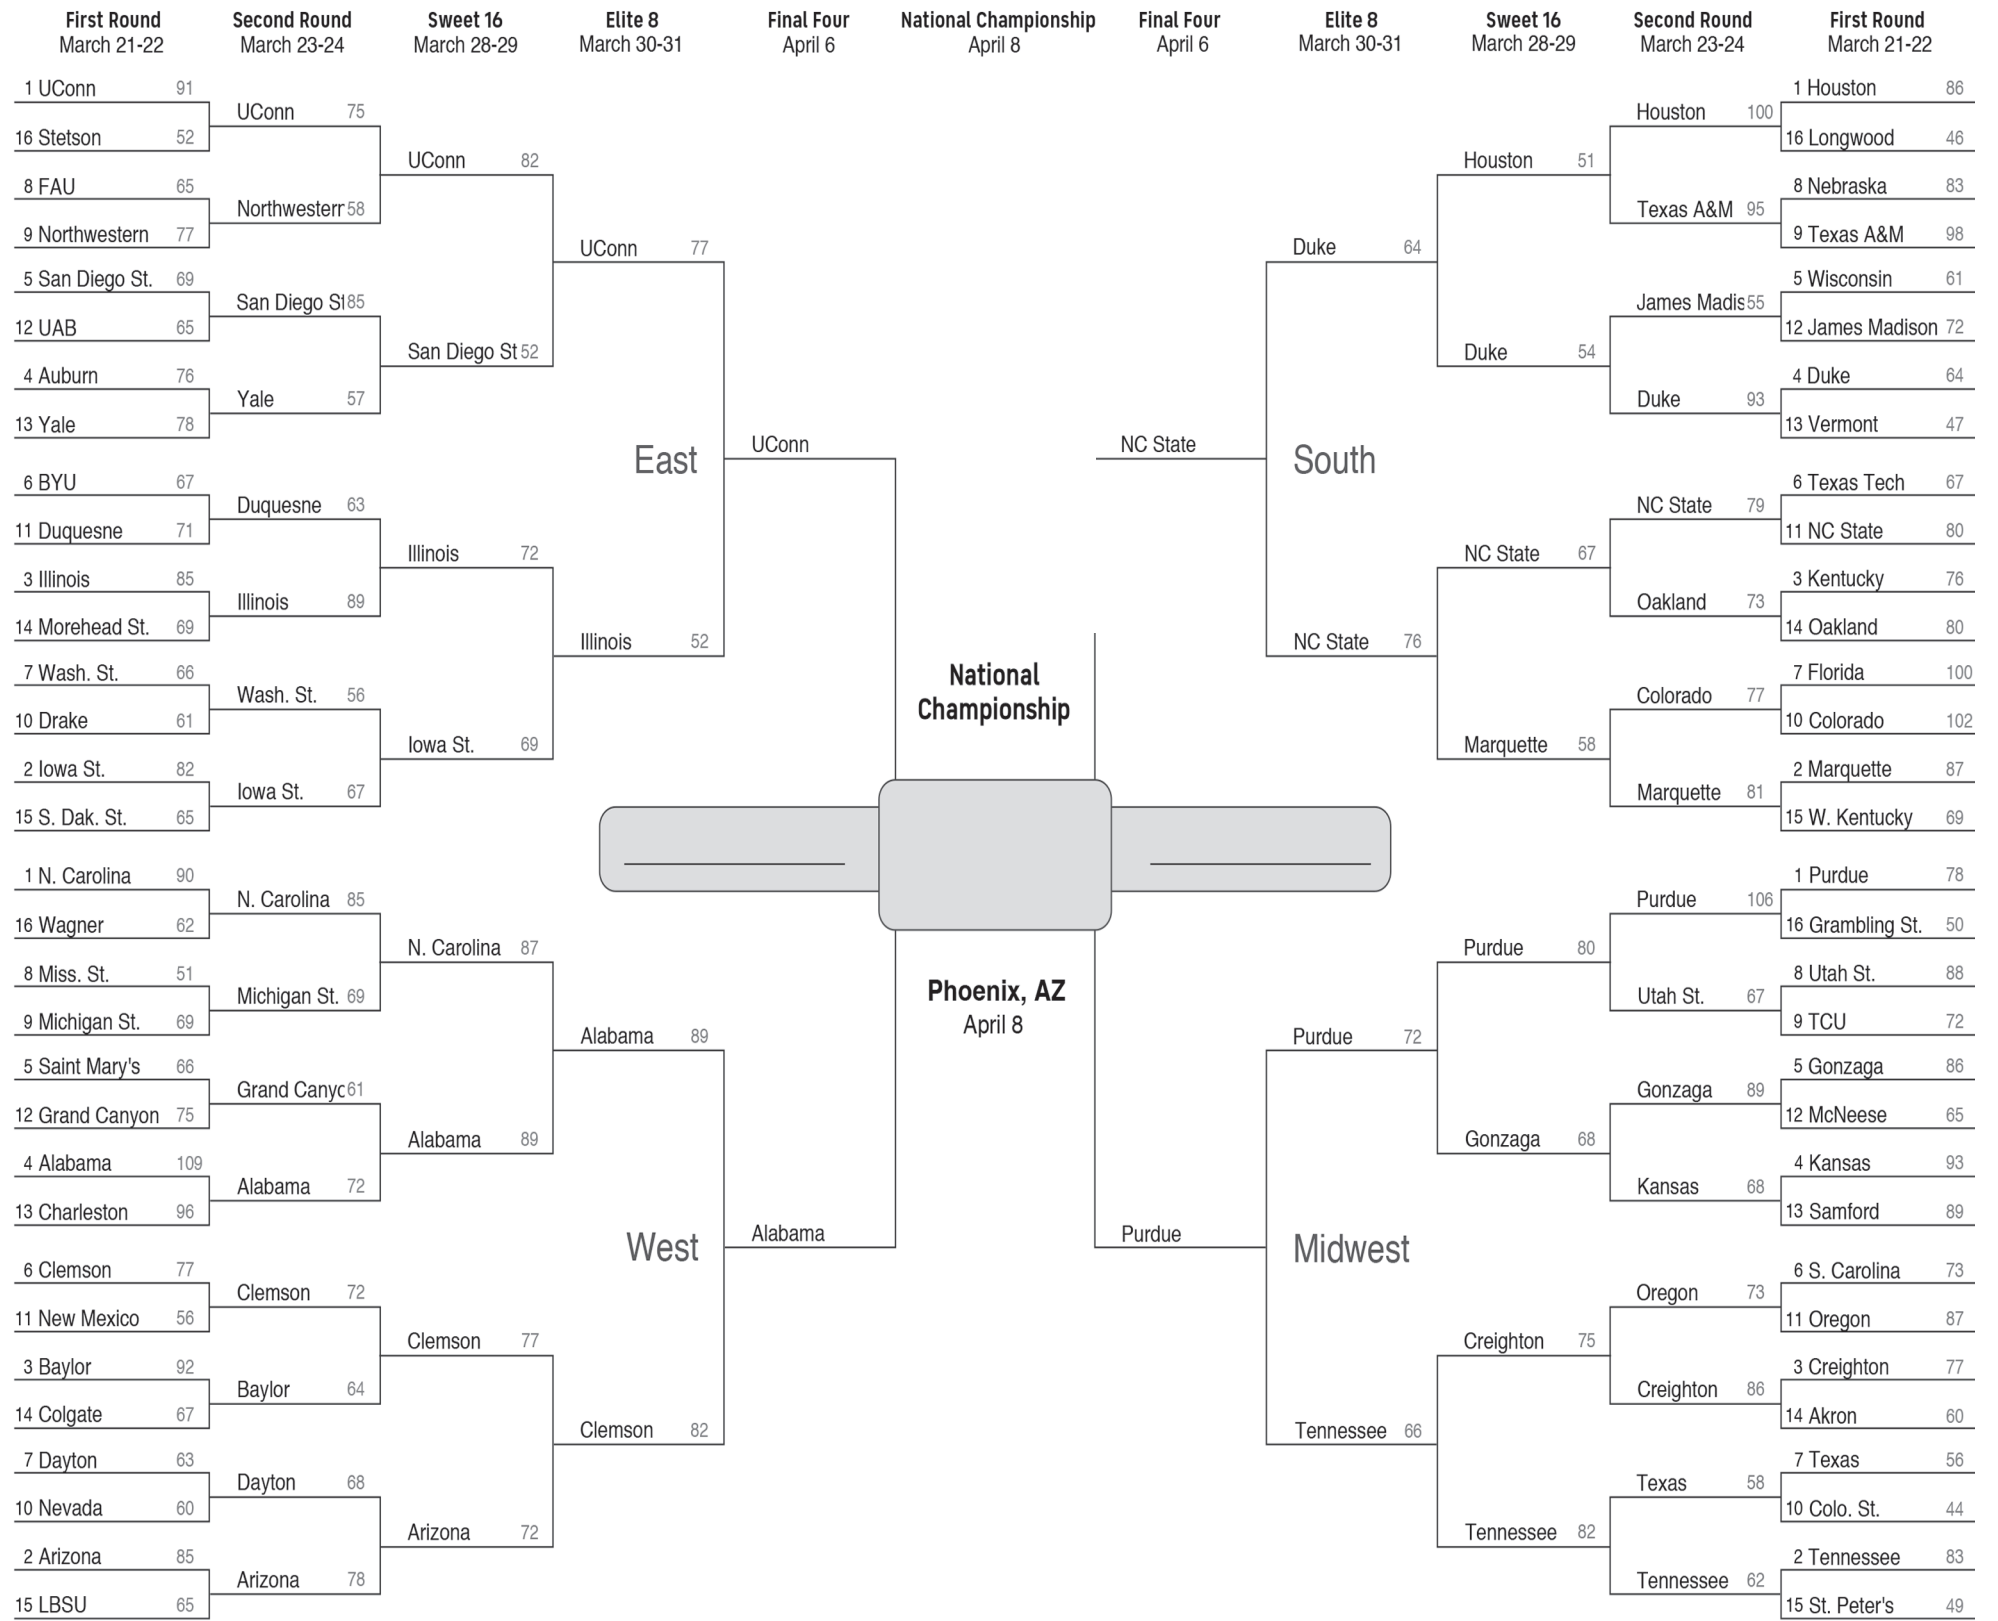 First Round
March 21-22
Second Round
March 23-24
Sweet 16
March 28-29
Elite 8
March 30-31
Final Four
April 6
National Championship
April 8
Final Four
April 6
Elite 8
March 30-31
Sweet 16
March 28-29
Second Round
March 23-24
First Round
March 21-22
1 UConn 91
16 Stetson 52
8 FAU 65
9 Northwestern 77
5 San Diego St. 69
12 UAB 65
4 Auburn 76
13 Yale 78
6 BYU 67
11 Duquesne 71
3 Illinois 85
14 Morehead St. 69
7 Wash. St. 66
10 Drake 61
2 Iowa St. 82
15 S. Dak. St. 65
UConn 75
Northwestern 58
San Diego St 85
Yale 57
Duquesne 63
Illinois 89
Wash. St. 56
Iowa St. 67
UConn 82
San Diego St 52
Illinois 72
Iowa St. 69
UConn 77
Illinois 52
East
UConn
1 N. Carolina 90
16 Wagner 62
8 Miss. St. 51
9 Michigan St. 69
5 Saint Mary's 66
12 Grand Canyon 75
4 Alabama 109
13 Charleston 96
6 Clemson 77
11 New Mexico 56
3 Baylor 92
14 Colgate 67
7 Dayton 63
10 Nevada 60
2 Arizona 85
15 LBSU 65
N. Carolina 85
Michigan St. 69
Grand Canyc 61
Alabama 72
Clemson 72
Baylor 64
Dayton 68
Arizona 78
N. Carolina 87
Alabama 89
Clemson 77
Arizona 72
Alabama 89
Clemson 82
West
Alabama
National
Championship
Phoenix, AZ
April 8
NC State
South
Duke 64
NC State 76
Houston 51
Duke 54
NC State 67
Marquette 58
Houston 100
Texas A&M 95
James Madis 55
Duke 93
NC State 79
Oakland 73
Colorado 77
Marquette 81
1 Houston 86
16 Longwood 46
8 Nebraska 83
9 Texas A&M 98
5 Wisconsin 61
12 James Madison 72
4 Duke 64
13 Vermont 47
6 Texas Tech 67
11 NC State 80
3 Kentucky 76
14 Oakland 80
7 Florida 100
10 Colorado 102
2 Marquette 87
15 W. Kentucky 69
Purdue
Midwest
Purdue 72
Tennessee 66
Purdue 80
Gonzaga 68
Creighton 75
Tennessee 82
Purdue 106
Utah St. 67
Gonzaga 89
Kansas 68
Oregon 73
Creighton 86
Texas 58
Tennessee 62
1 Purdue 78
16 Grambling St. 50
8 Utah St. 88
9 TCU 72
5 Gonzaga 86
12 McNeese 65
4 Kansas 93
13 Samford 89
6 S. Carolina 73
11 Oregon 87
3 Creighton 77
14 Akron 60
7 Texas 56
10 Colo. St. 44
2 Tennessee 83
15 St. Peter's 49